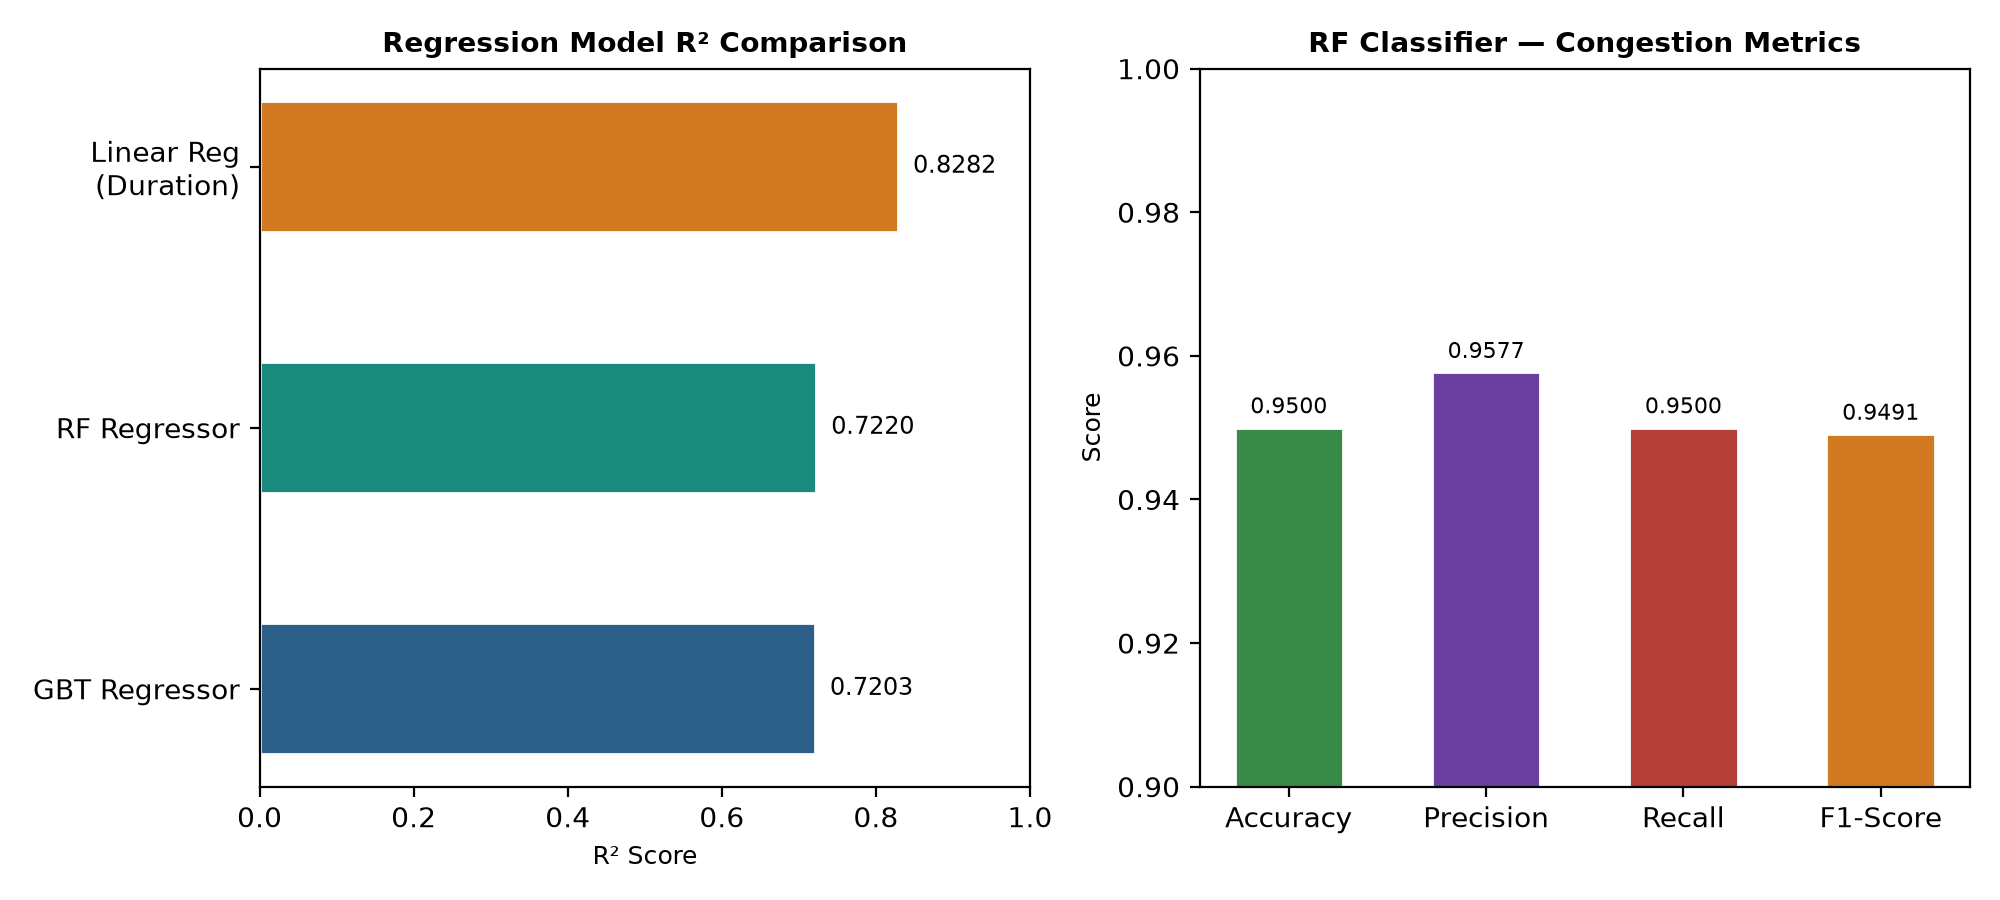 Regression Model R² Comparison
Linear Reg
(Duration)
0.8282
RF Regressor
0.7220
GBT Regressor
0.7203
0.0 0.2 0.4 0.6 0.8 1.0
R² Score
RF Classifier — Congestion Metrics
1.00
0.98
0.96
0.94
0.92
0.90
Score
0.9500
0.9577
0.9500
0.9491
Accuracy Precision Recall F1-Score